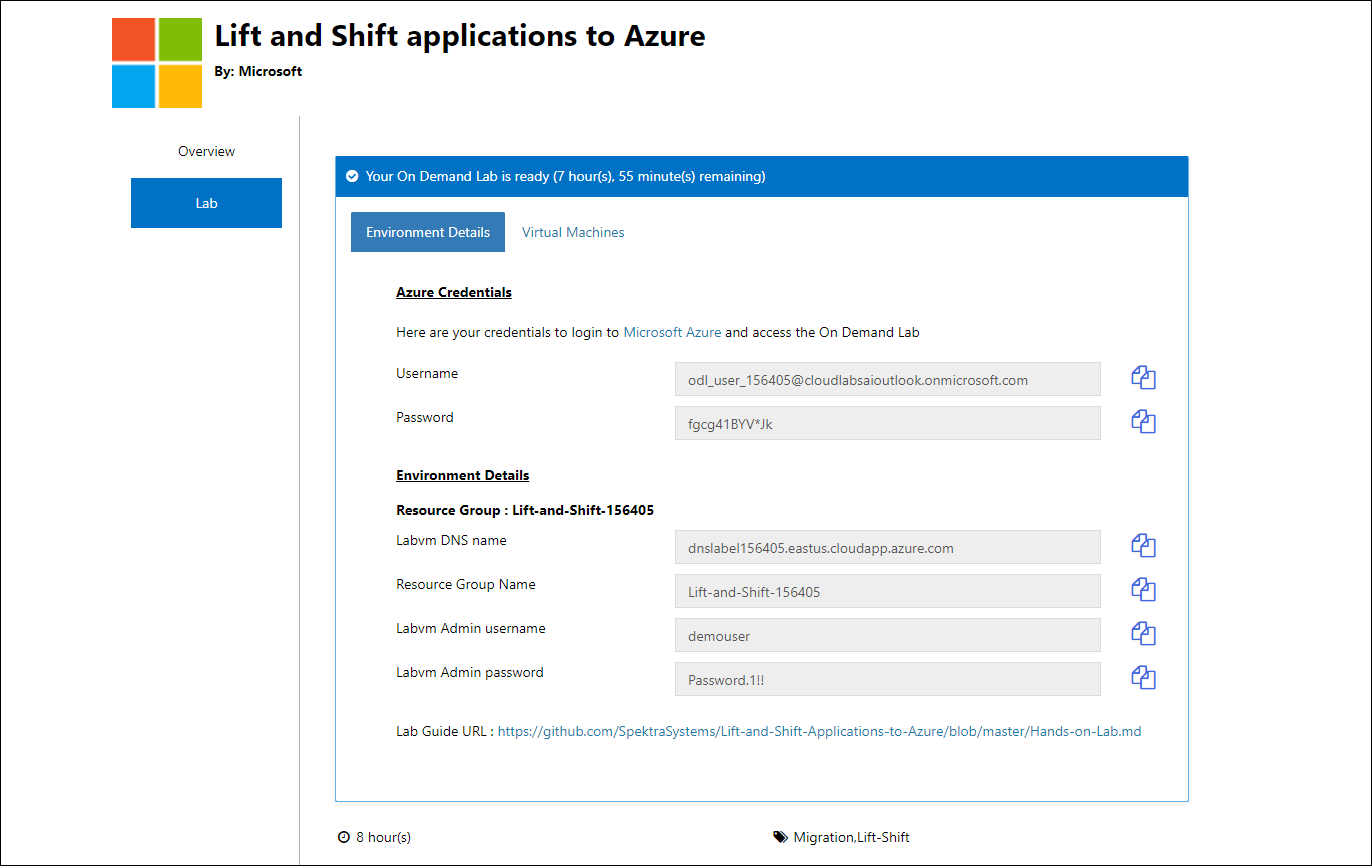 Lift and Shift applications to Azure
By: Microsoft
Overview
Lab
Your On Demand Lab is ready (7 hour(s), 55 minute(s) remaining)
Environment Details Virtual Machines
Azure Credentials
Here are your credentials to login to Microsoft Azure and access the On Demand Lab
Username odl_user_156405@cloudlabsaioutlook.onmicrosoft.com
Password fgcg41BYV*Jk
Environment Details
Resource Group : Lift-and-Shift-156405
Labvm DNS name dnslabel156405.eastus.cloudapp.azure.com
Resource Group Name Lift-and-Shift-156405
Labvm Admin username demouser
Labvm Admin password Password.1!!
Lab Guide URL : https://github.com/SpektraSystems/Lift-and-Shift-Applications-to-Azure/blob/master/Hands-on-Lab.md
8 hour(s) Migration,Lift-Shift